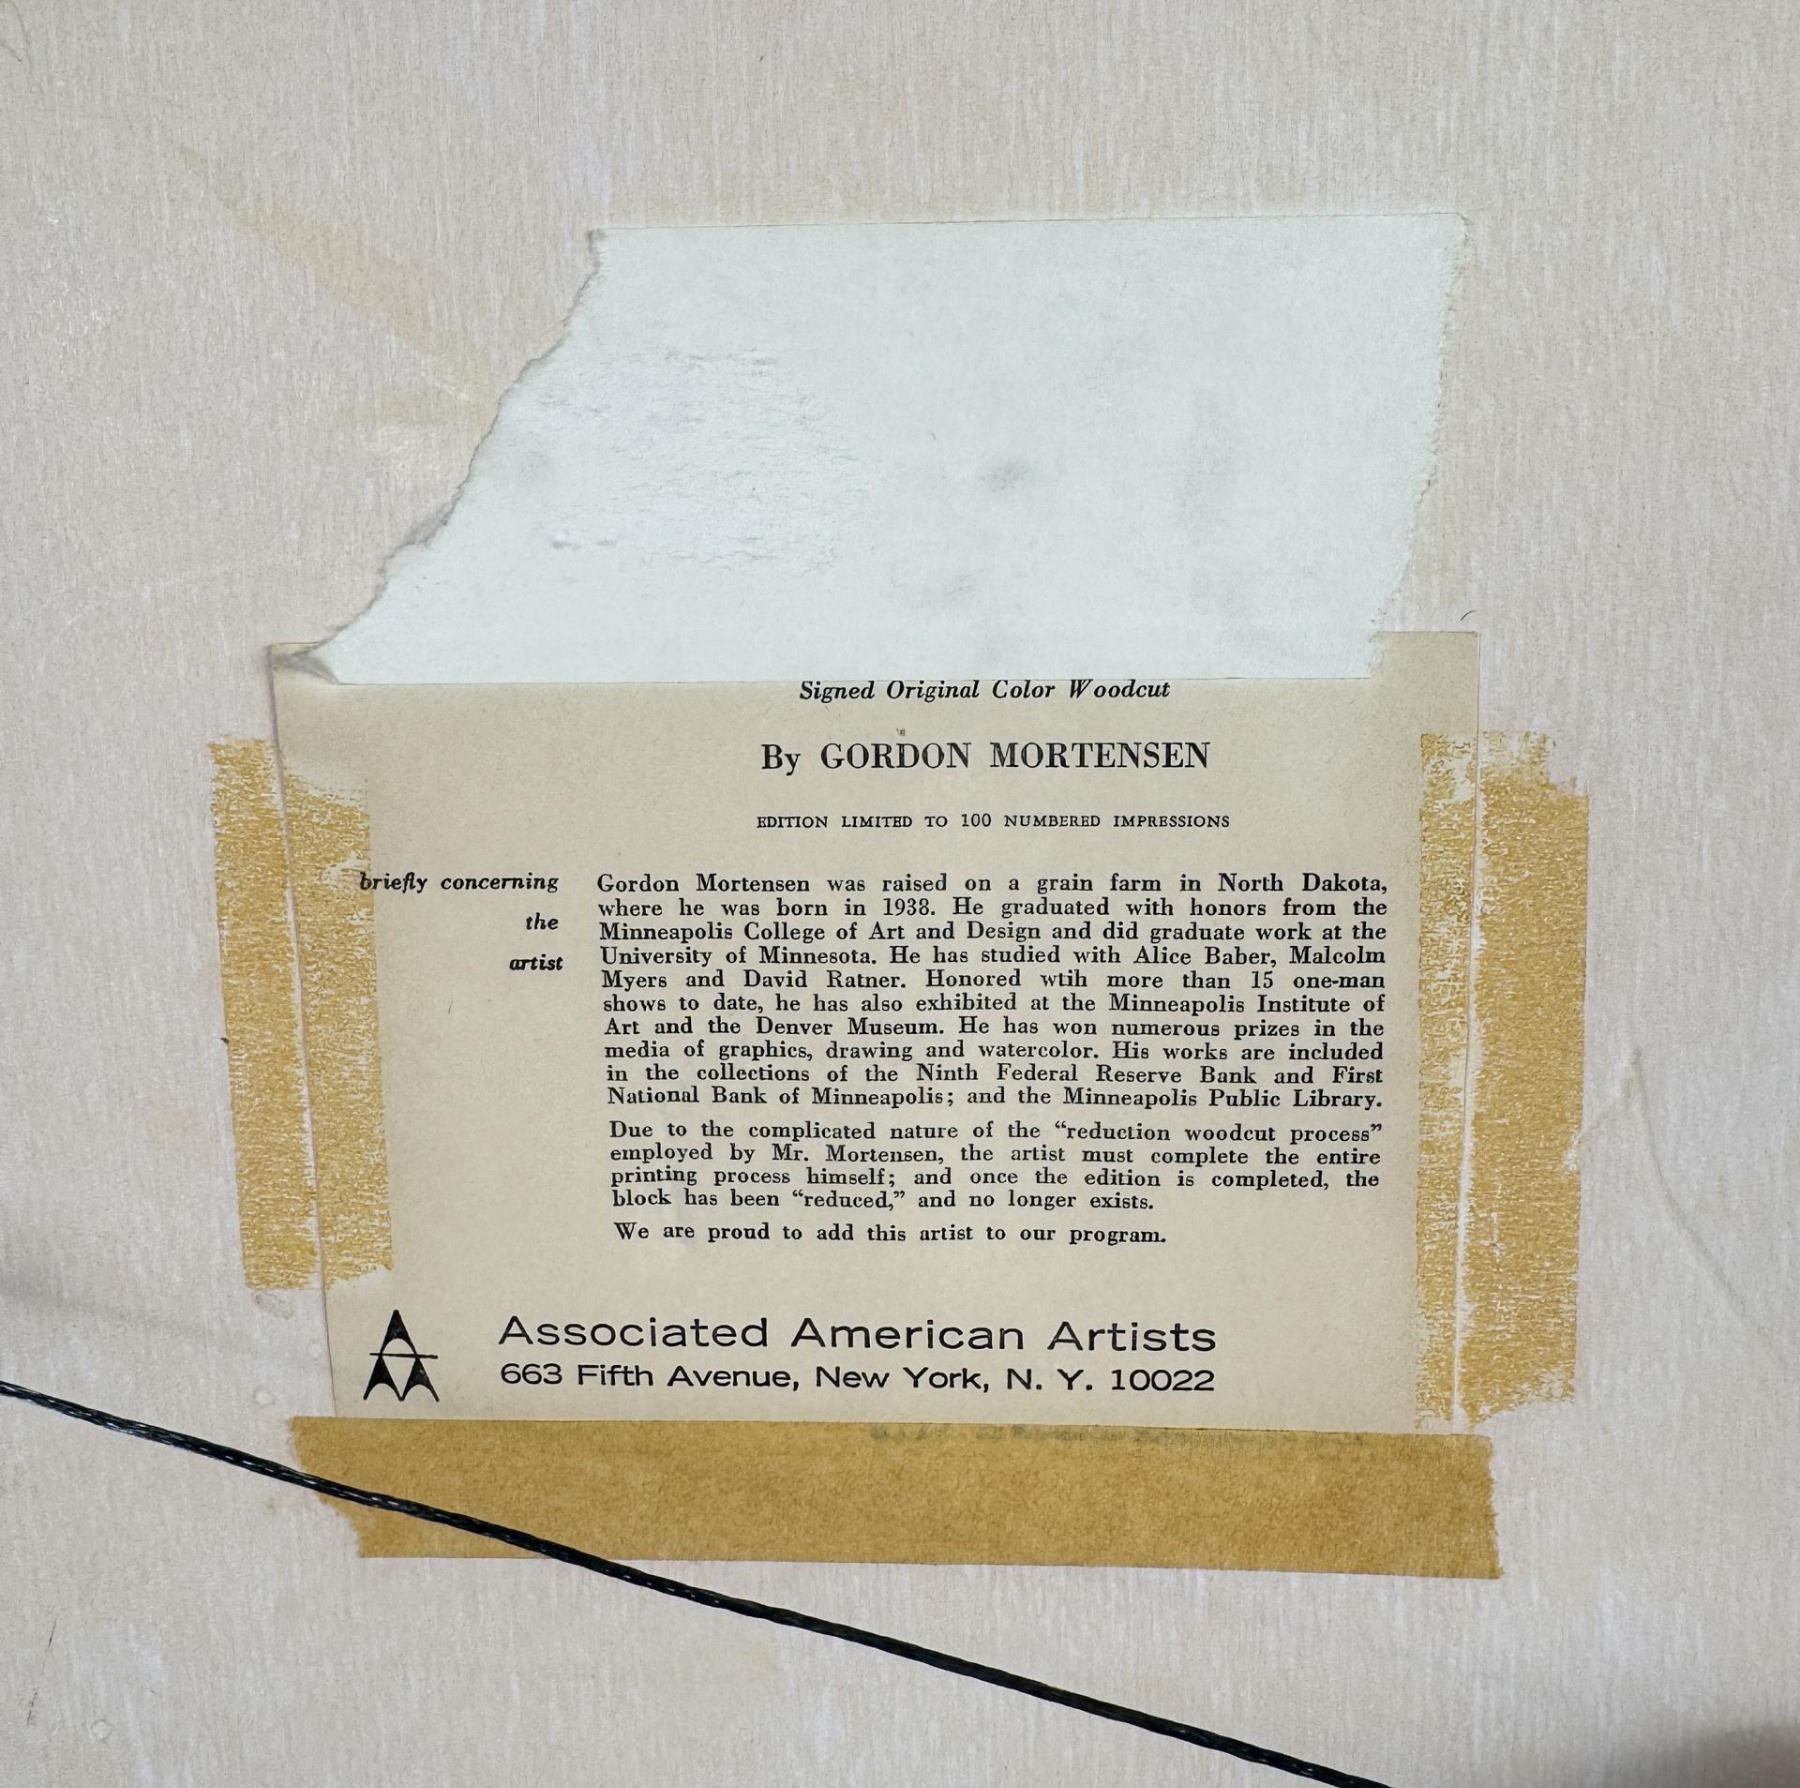 Signed Original Color Woodcut
By GORDON MORTENSEN
EDITION LIMITED TO 100 NUMBERED IMPRESSIONS
briefly concerning
the
artist
Gordon Mortensen was raised on a grain farm in North Dakota,
where he was born in 1938. He graduated with honors from the
Minneapolis College of Art and Design and did graduate work at the
University of Minnesota. He has studied with Alice Baber, Malcolm
Myers and David Ratner. Honored wtih more than 15 one-man
shows to date, he has also exhibited at the Minneapolis Institute of
Art and the Denver Museum. He has won numerous prizes in the
media of graphics, drawing and watercolor. His works are included
in the collections of the Ninth Federal Reserve Bank and First
National Bank of Minneapolis; and the Minneapolis Public Library.
Due to the complicated nature of the “reduction woodcut process”
employed by Mr. Mortensen, the artist must complete the entire
printing process himself; and once the edition is completed, the
block has been “reduced,” and no longer exists.
We are proud to add this artist to our program.
Associated American Artists
663 Fifth Avenue, New York, N. Y. 10022